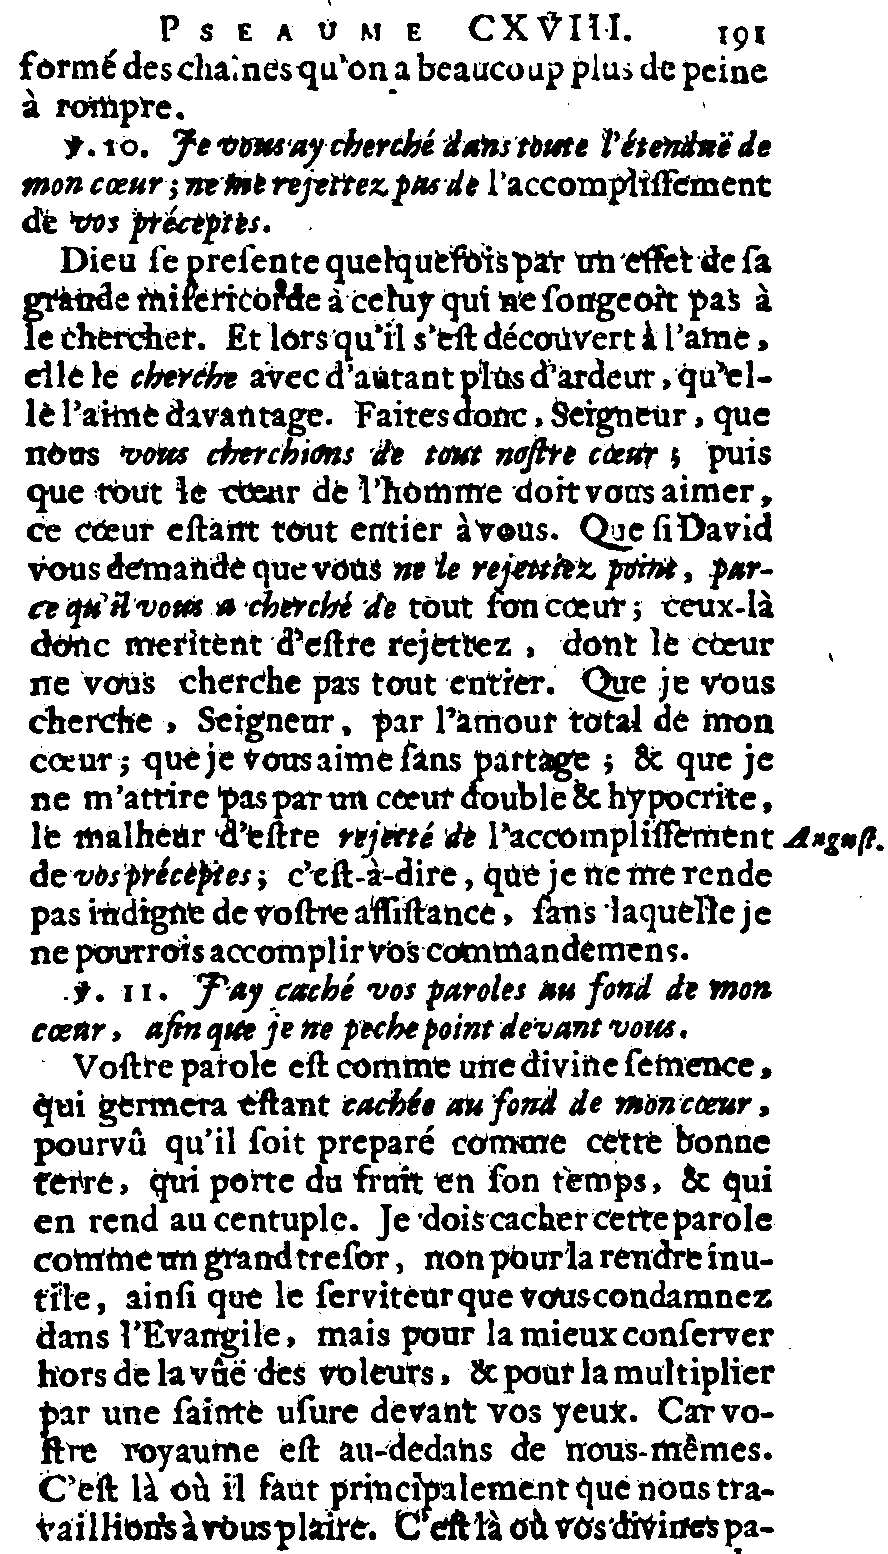 PSEAUME CXVIII. 191
formé des chaînes qu'on a beaucoup plus de peine
à rompre.
℣. 10. Je vous ay cherché dans toute l'étenduë de
mon cœur ; ne me rejettez pas de l'accompliſſement
de vos préceptes.
Dieu ſe preſente quelquefois par un effet de ſa
grande miſericorde à celuy qui ne ſongeoit pas à
le chercher. Et lors qu'il s'eſt découvert à l'ame,
elle le cherche avec d'autant plus d'ardeur, qu'el-
le l'aime davantage. Faites donc, Seigneur, que
nous vous cherchions de tout noſtre cœur ; puis
que tout le cœur de l'homme doit vous aimer,
ce cœur eſtant tout entier à vous. Que ſi David
vous demande que vous ne le rejettiez point, par-
ce qu'il vous a cherché de tout ſon cœur ; ceux-là
donc meritent d'eſtre rejettez, dont le cœur
ne vous cherche pas tout entier. Que je vous
cherche, Seigneur, par l'amour total de mon
cœur ; que je vous aime ſans partage ; & que je
ne m'attire pas par un cœur double & hypocrite,
le malheur d'eſtre rejetté de l'accompliſſement Auguſt.
de vos préceptes ; c'eſt-à-dire, que je ne me rende
pas indigne de voſtre aſſiſtance, ſans laquelle je
ne pourrois accomplir vos commandemens.
℣. 11. J'ay caché vos paroles au fond de mon
cœur, afin que je ne peche point devant vous.
Voſtre parole eſt comme une divine ſemence,
qui germera eſtant cachée au fond de mon cœur,
pourvû qu'il ſoit preparé comme cette bonne
terre, qui porte du fruit en ſon temps, & qui
en rend au centuple. Je dois cacher cette parole
comme un grand treſor, non pour la rendre inu-
tile, ainſi que le ſerviteur que vous condamnez
dans l'Evangile, mais pour la mieux conſerver
hors de la vûë des voleurs, & pour la multiplier
par une ſainte uſure devant vos yeux. Car vo-
ſtre royaume eſt au-dedans de nous-mêmes.
C'eſt là où il faut principalement que nous tra-
vaillions à vous plaire. C'eſt là où vos divines pa-